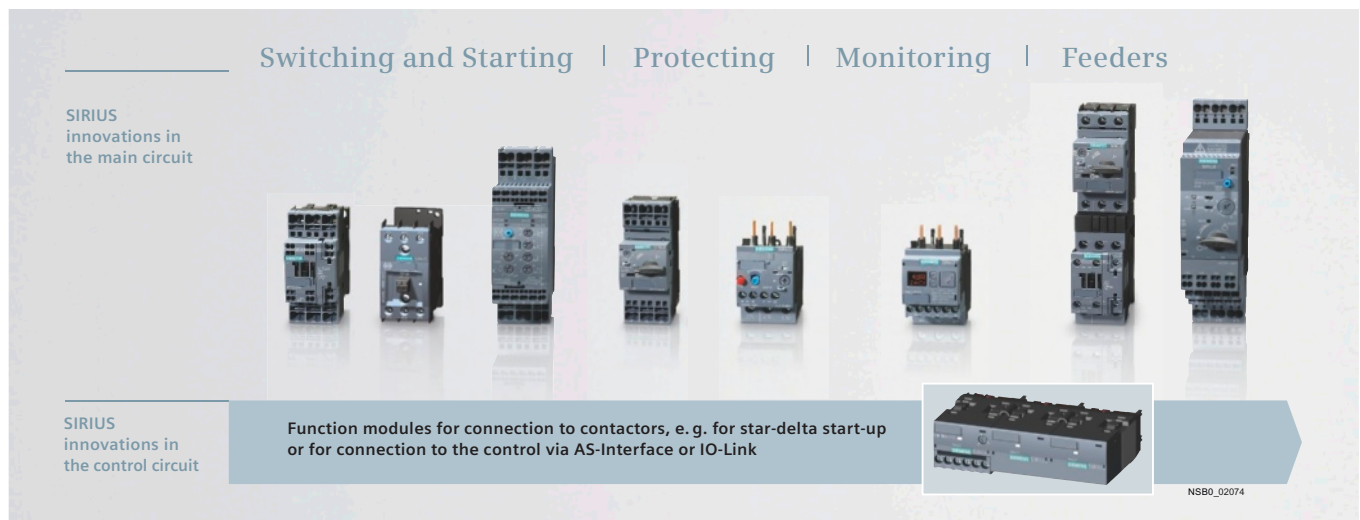 Switching and Starting | Protecting | Monitoring | Feeders
SIRIUS
innovations in
the main circuit
SIRIUS
innovations in
the control circuit
Function modules for connection to contactors, e. g. for star-delta start-up
or for connection to the control via AS-Interface or IO-Link
NSB0_02074